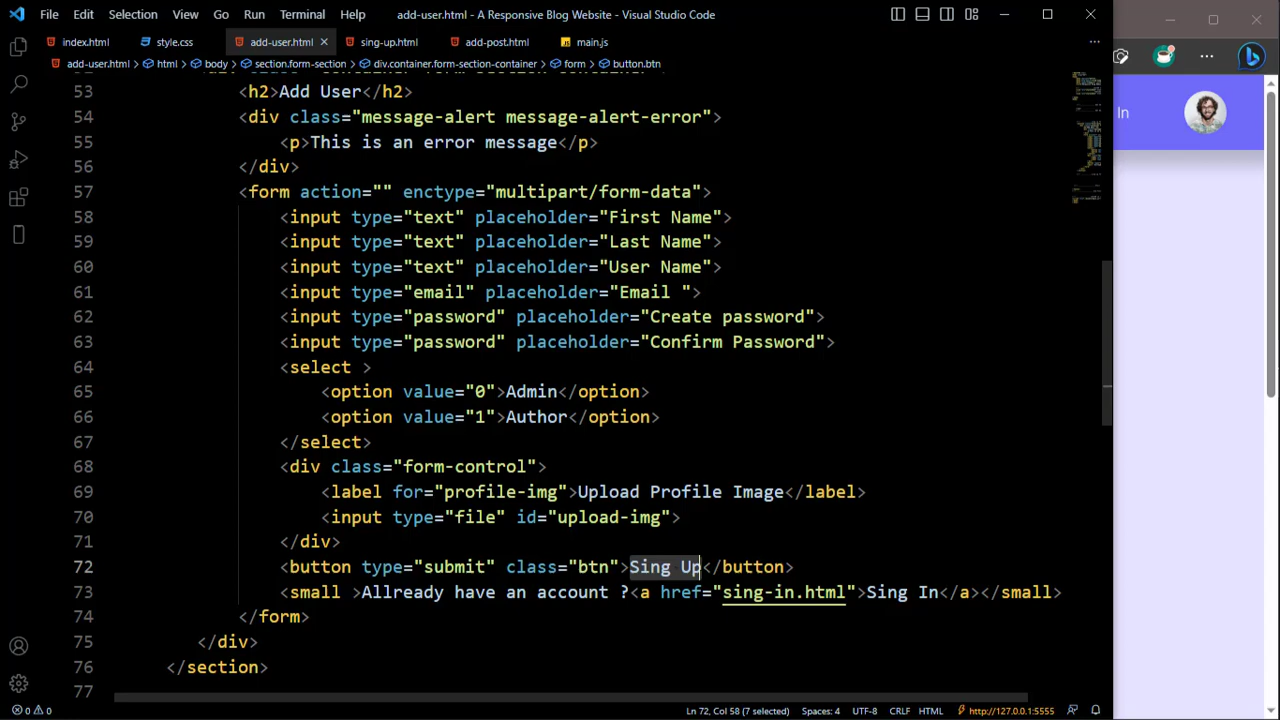 File Edit Selection View Go Run Terminal Help add-user.html - A Responsive Blog Website - Visual Studio Code
index.html style.css add-user.html sing-up.html add-post.html main.js
add-user.html > html > body > section.form-section > div.container.form-section-container > form > button.btn
53 <h2>Add User</h2>
54 <div class="message-alert message-alert-error">
55 <p>This is an error message</p>
56 </div>
57 <form action="" enctype="multipart/form-data">
58 <input type="text" placeholder="First Name">
59 <input type="text" placeholder="Last Name">
60 <input type="text" placeholder="User Name">
61 <input type="email" placeholder="Email ">
62 <input type="password" placeholder="Create password">
63 <input type="password" placeholder="Confirm Password">
64 <select >
65 <option value="0">Admin</option>
66 <option value="1">Author</option>
67 </select>
68 <div class="form-control">
69 <label for="profile-img">Upload Profile Image</label>
70 <input type="file" id="upload-img">
71 </div>
72 <button type="submit" class="btn">Sing Up</button>
73 <small >Allready have an account ?<a href="sing-in.html">Sing In</a></small>
74 </form>
75 </div>
76 </section>
77
In
0 0 Ln 72, Col 58 (7 selected) Spaces: 4 UTF-8 CRLF HTML http://127.0.0.1:5555